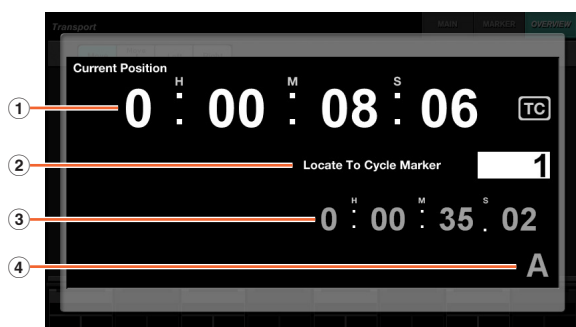 Transport MAIN MARKER OVERVIEW
Current Position
H M S
1 0 : 00 : 08 : 06 TC
2 Locate To Cycle Marker 1
H M S
3 0 : 00 : 35 . 02
4 A